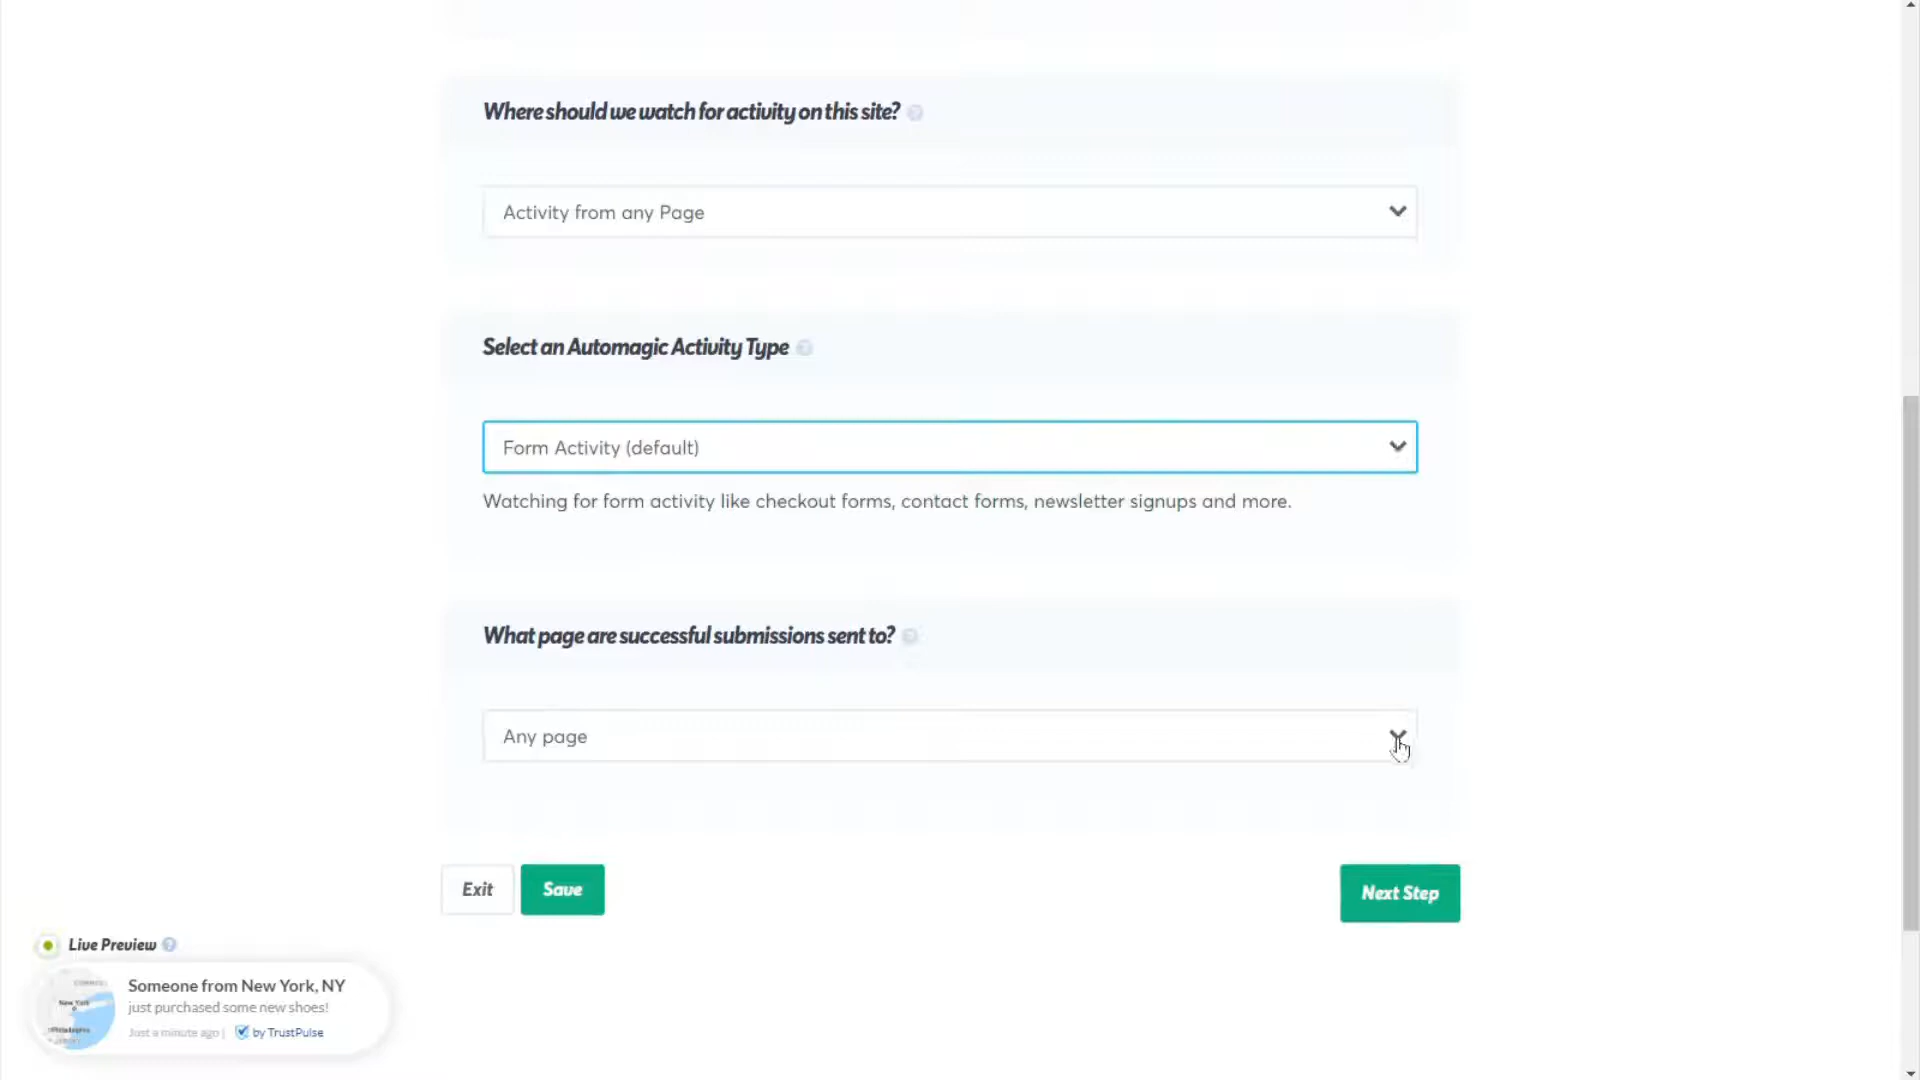 Where should we watch for activity on this site?
Activity from any Page
Select an Automagic Activity Type
Form Activity (default)
Watching for form activity like checkout forms, contact forms, newsletter signups and more.
What page are successful submissions sent to?
Any page
Exit
Save
Next Step
Live Preview
Someone from New York, NY
just purchased some new shoes!
Just a minute ago |
by TrustPulse
New York
Philadelphia